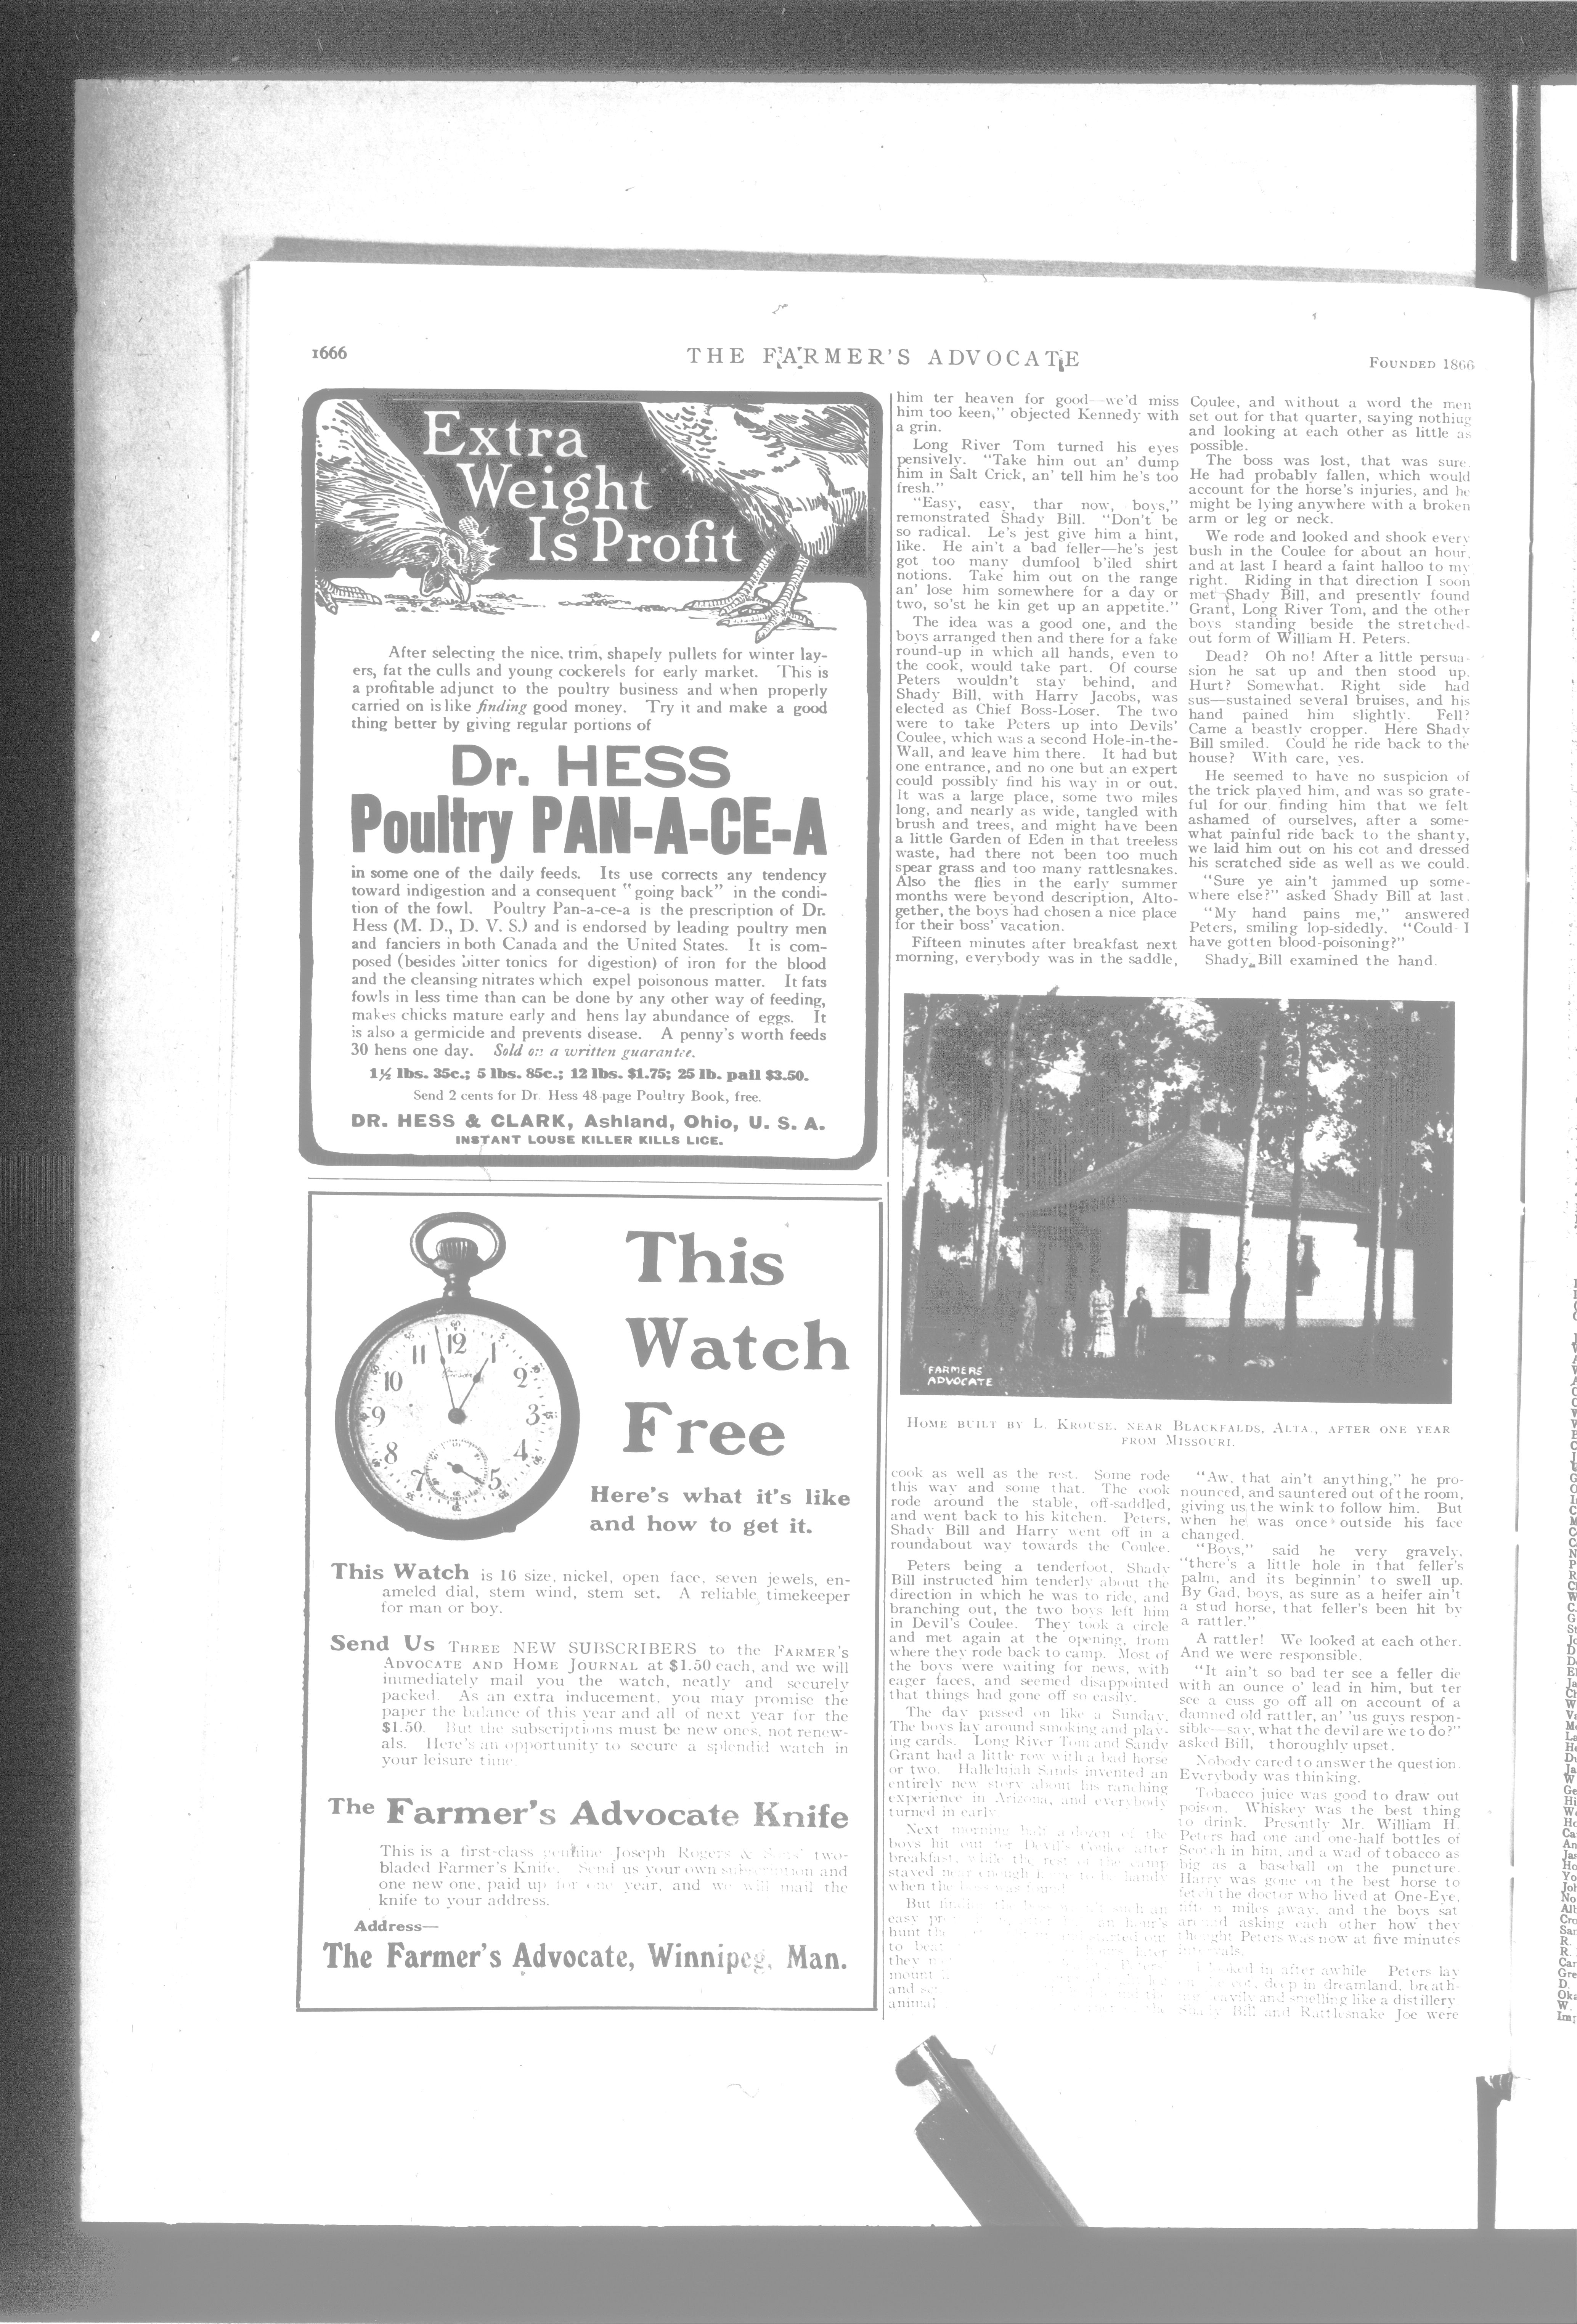 1666
THE FARMER'S ADVOCATE
FOUNDED 1866
Extra
Weight
Is Profit
After selecting the nice, trim, shapely pullets for winter lay-
ers, fat the culls and young cockerels for early market. This is
a profitable adjunct to the poultry business and when properly
carried on is like finding good money. Try it and make a good
thing better by giving regular portions of
Dr. HESS
Poultry PAN-A-CE-A
in some one of the daily feeds. Its use corrects any tendency
toward indigestion and a consequent "going back" in the condi-
tion of the fowl. Poultry Pan-a-ce-a is the prescription of Dr.
Hess (M. D., D. V. S.) and is endorsed by leading poultry men
and fanciers in both Canada and the United States. It is com-
posed (besides bitter tonics for digestion) of iron for the blood
and the cleansing nitrates which expel poisonous matter. It fats
fowls in less time than can be done by any other way of feeding,
makes chicks mature early and hens lay abundance of eggs. It
is also a germicide and prevents disease. A penny's worth feeds
30 hens one day. Sold on a written guarantee.
1½ lbs. 35c.; 5 lbs. 85c.; 12 lbs. $1.75; 25 lb. pail $3.50.
Send 2 cents for Dr. Hess 48-page Poultry Book, free.
DR. HESS & CLARK, Ashland, Ohio, U. S. A.
INSTANT LOUSE KILLER KILLS LICE.
This
Watch
Free
Here's what it's like
and how to get it.
This Watch is 16 size, nickel, open face, seven jewels, en-
ameled dial, stem wind, stem set. A reliable timekeeper
for man or boy.
Send Us THREE NEW SUBSCRIBERS to the FARMER'S
ADVOCATE AND HOME JOURNAL at $1.50 each, and we will
immediately mail you the watch, neatly and securely
packed. As an extra inducement, you may promise the
paper the balance of this year and all of next year for the
$1.50. But the subscriptions must be new ones, not renew-
als. Here's an opportunity to secure a splendid watch in
your leisure time.
The Farmer's Advocate Knife
This is a first-class genuine Joseph Rogers & Sons' two-
bladed Farmer's Knife. Send us your own subscription and
one new one, paid up for one year, and we will mail the
knife to your address.
Address—
The Farmer's Advocate, Winnipeg, Man.
him ter heaven for good—we'd miss
him too keen," objected Kennedy with
a grin.
Long River Tom turned his eyes
pensively. "Take him out an' dump
him in Salt Crick, an' tell him he's too
fresh."
"Easy, easy, thar now, boys,"
remonstrated Shady Bill. "Don't be
so radical. Le's jest give him a hint,
like. He ain't a bad feller—he's jest
got too many dumfool b'iled shirt
notions. Take him out on the range
an' lose him somewhere for a day or
two, so'st he kin get up an appetite."
The idea was a good one, and the
boys arranged then and there for a fake
round-up in which all hands, even to
the cook, would take part. Of course
Peters wouldn't stay behind, and
Shady Bill, with Harry Jacobs, was
elected as Chief Boss-Loser. The two
were to take Peters up into Devils'
Coulee, which was a second Hole-in-the-
Wall, and leave him there. It had but
one entrance, and no one but an expert
could possibly find his way in or out.
It was a large place, some two miles
long, and nearly as wide, tangled with
brush and trees, and might have been
a little Garden of Eden in that treeless
waste, had there not been too much
spear grass and too many rattlesnakes.
Also the flies in the early summer
months were beyond description, Alto-
gether, the boys had chosen a nice place
for their boss' vacation.
Fifteen minutes after breakfast next
morning, everybody was in the saddle,
Coulee, and without a word the men
set out for that quarter, saying nothing
and looking at each other as little as
possible.
The boss was lost, that was sure.
He had probably fallen, which would
account for the horse's injuries, and he
might be lying anywhere with a broken
arm or leg or neck.
We rode and looked and shook every
bush in the Coulee for about an hour,
and at last I heard a faint halloo to my
right. Riding in that direction I soon
met Shady Bill, and presently found
Grant, Long River Tom, and the other
boys standing beside the stretched-
out form of William H. Peters.
Dead? Oh no! After a little persua-
sion he sat up and then stood up.
Hurt? Somewhat. Right side had
sus—sustained several bruises, and his
hand pained him slightly. Fell?
Came a beastly cropper. Here Shady
Bill smiled. Could he ride back to the
house? With care, yes.
He seemed to have no suspicion of
the trick played him, and was so grate-
ful for our finding him that we felt
ashamed of ourselves, after a some-
what painful ride back to the shanty,
we laid him out on his cot and dressed
his scratched side as well as we could.
"Sure ye ain't jammed up some-
where else?" asked Shady Bill at last.
"My hand pains me," answered
Peters, smiling lop-sidedly. "Could I
have gotten blood-poisoning?"
Shady Bill examined the hand.
FARMERS
ADVOCATE
HOME BUILT BY L. KROUSE, NEAR BLACKFALDS, ALTA., AFTER ONE YEAR
FROM MISSOURI.
cook as well as the rest. Some rode
this way and some that. The cook
rode around the stable, off-saddled,
and went back to his kitchen. Peters,
Shady Bill and Harry went off in a
roundabout way towards the Coulee.
Peters being a tenderfoot, Shady
Bill instructed him tenderly about the
direction in which he was to ride, and
branching out, the two boys left him
in Devil's Coulee. They took a circle
and met again at the opening, from
where they rode back to camp. Most of
the boys were waiting for news, with
eager faces, and seemed disappointed
that things had gone off so easily.
The day passed on like a Sunday.
The boys lay around smoking and play-
ing cards. Long River Tom and Sandy
Grant had a little row with a bad horse
or two. Hallelujah Sands invented an
entirely new story about his ranching
experience in Arizona, and everybody
turned in early.
Next morning half a dozen of the
boys hit out for Devil's Coulee after
breakfast, while the rest of the camp
stayed near enough to be handy
when the boss was found.
But
easy an hour's
hunt
to beat later
they
mount
and
animal
"Aw, that ain't anything," he pro-
nounced, and sauntered out of the room,
giving us the wink to follow him. But
when he was once outside his face
changed.
"Boys," said he very gravely,
"there's a little hole in that feller's
palm, and its beginnin' to swell up.
By Gad, boys, as sure as a heifer ain't
a stud horse, that feller's been hit by
a rattler."
A rattler! We looked at each other.
And we were responsible.
"It ain't so bad ter see a feller die
with an ounce o' lead in him, but ter
see a cuss go off all on account of a
damned old rattler, an' 'us guys respon-
sible—say, what the devil are we to do?"
asked Bill, thoroughly upset.
Nobody cared to answer the question.
Everybody was thinking.
Tobacco juice was good to draw out
poison. Whiskey was the best thing
to drink. Presently Mr. William H.
Peters had one and one-half bottles of
Scotch in him, and a wad of tobacco as
big as a baseball on the puncture.
Harry was gone on the best horse to
fetch the doctor who lived at One-Eye,
fifteen miles away, and the boys sat
around asking each other how they
thought Peters was now at five minutes
intervals.
I looked in after awhile. Peters lay
deep in dreamland, breath-
ing heavily and smelling like a distillery.
Shady Bill and Rattlesnake Joe were